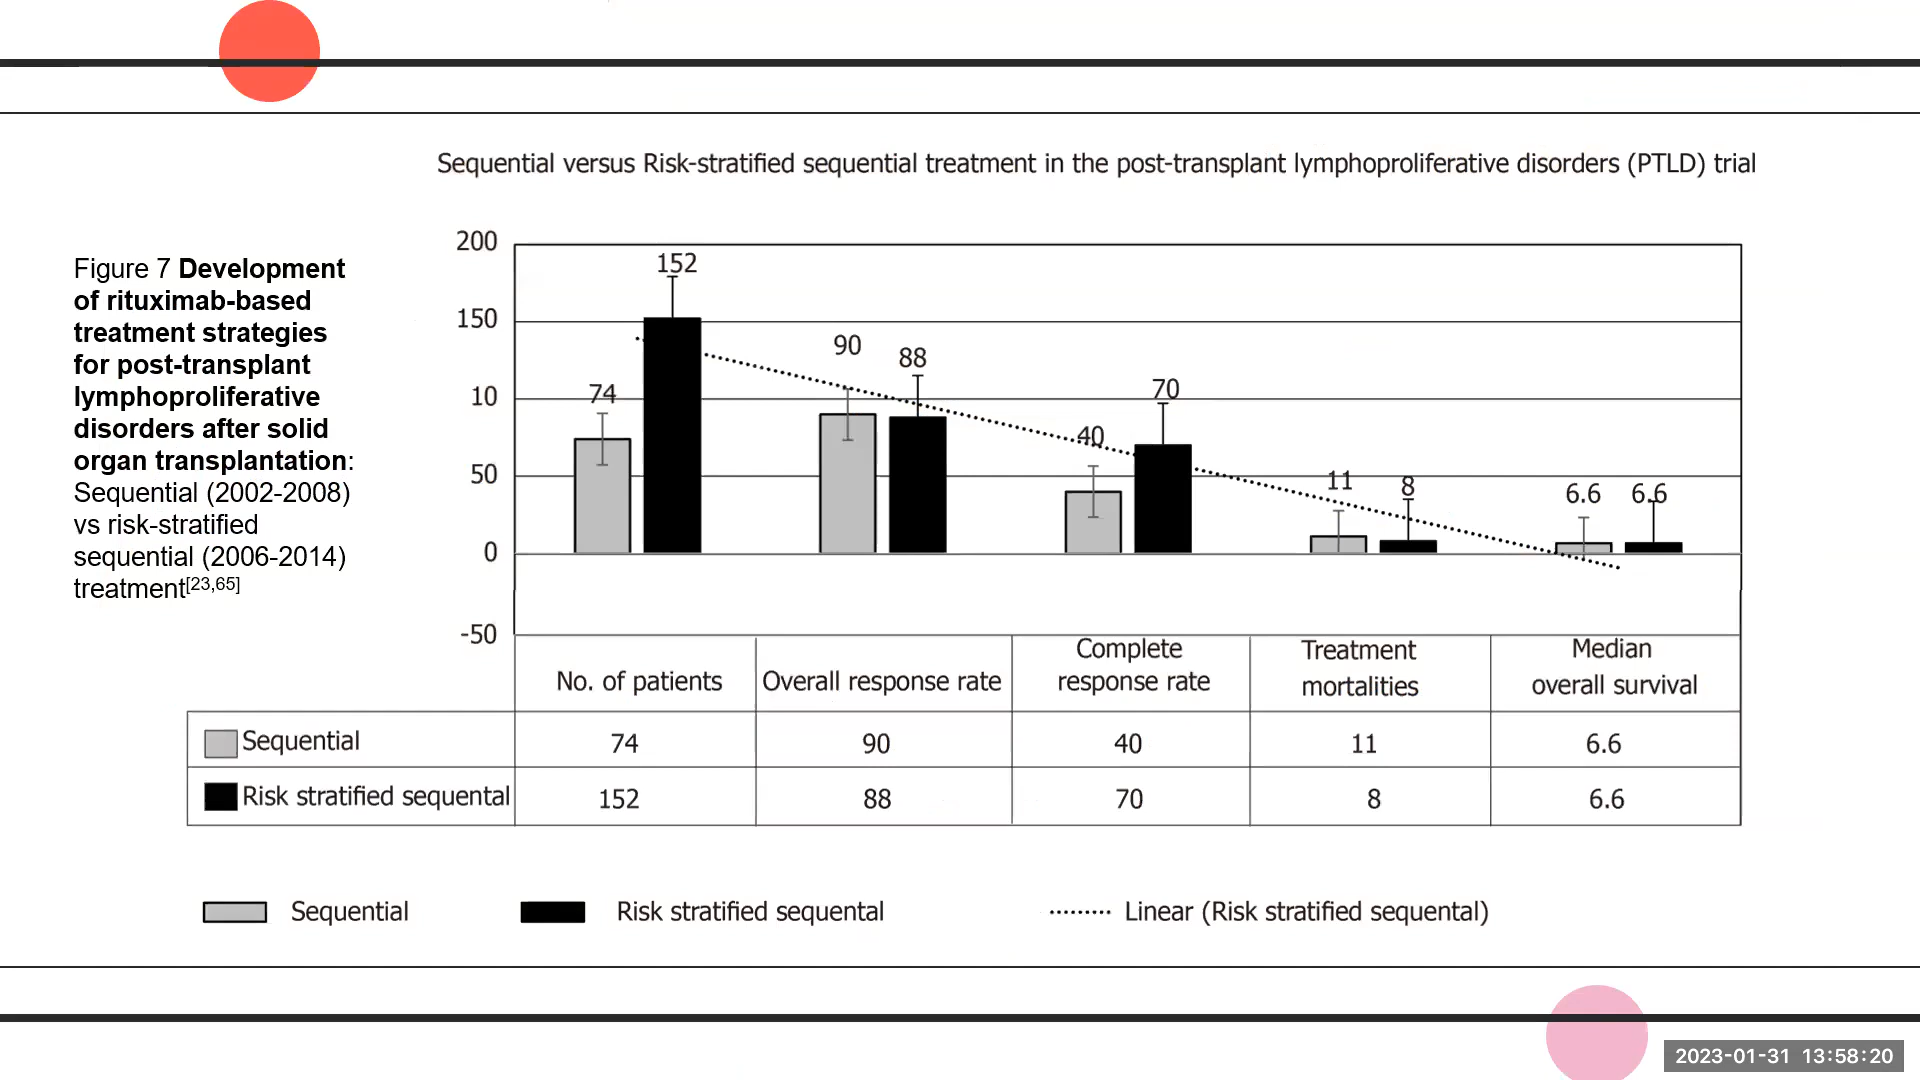 Sequential versus Risk-stratified sequential treatment in the post-transplant lymphoproliferative disorders (PTLD) trial
Figure 7 Development
of rituximab-based
treatment strategies
for post-transplant
lymphoproliferative
disorders after solid
organ transplantation:
Sequential (2002-2008)
vs risk-stratified
sequential (2006-2014)
treatment[23,65]
200
150
10
50
0
-50
74
152
90
88
40
70
11
8
6.6
6.6
No. of patients
Overall response rate
Complete
response rate
Treatment
mortalities
Median
overall survival
Sequential 74 90 40 11 6.6
Risk stratified sequental 152 88 70 8 6.6
Sequential
Risk stratified sequental
Linear (Risk stratified sequental)
2023-01-31 13:58:20